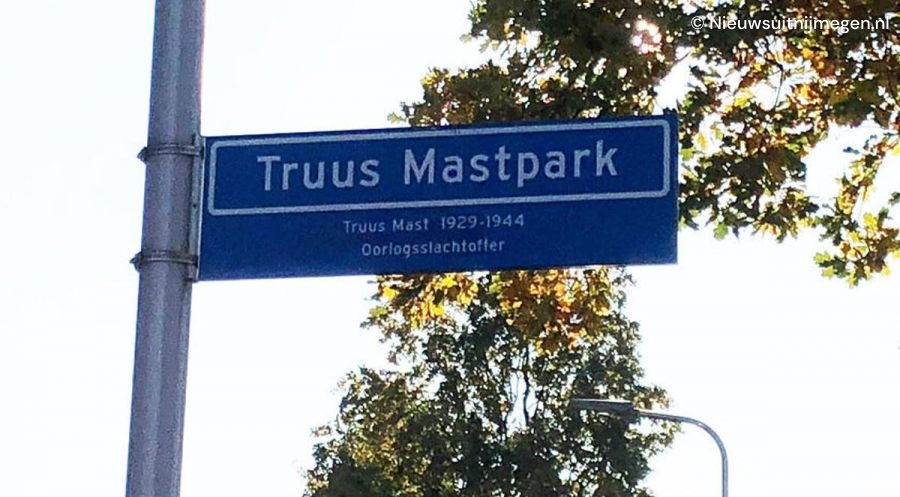 © Nieuwsuitnijmegen.nl
Truus Mastpark
Truus Mast 1929-1944
Oorlogsslachtoffer